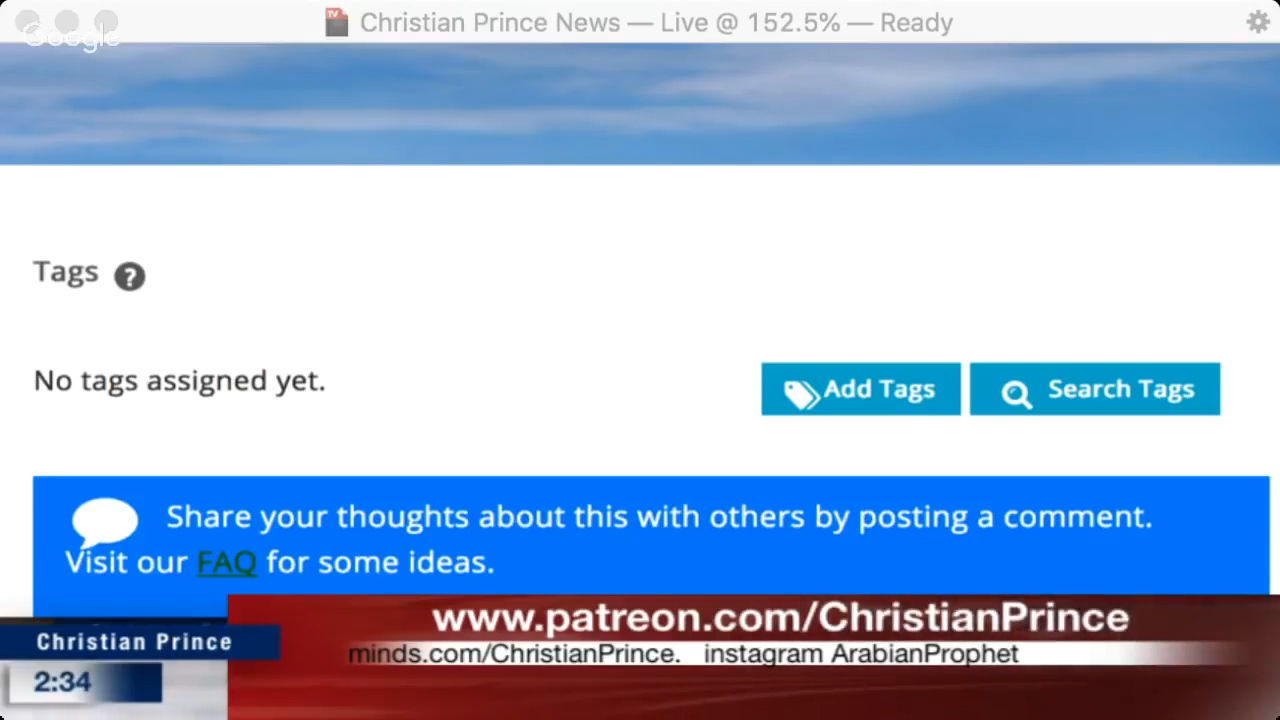 Google
Christian Prince News — Live @ 152.5% — Ready
Tags ?
No tags assigned yet.
Add Tags
Search Tags
Share your thoughts about this with others by posting a comment.
Visit our FAQ for some ideas.
www.patreon.com/ChristianPrince
Christian Prince
minds.com/ChristianPrince. instagram ArabianProphet
2:34